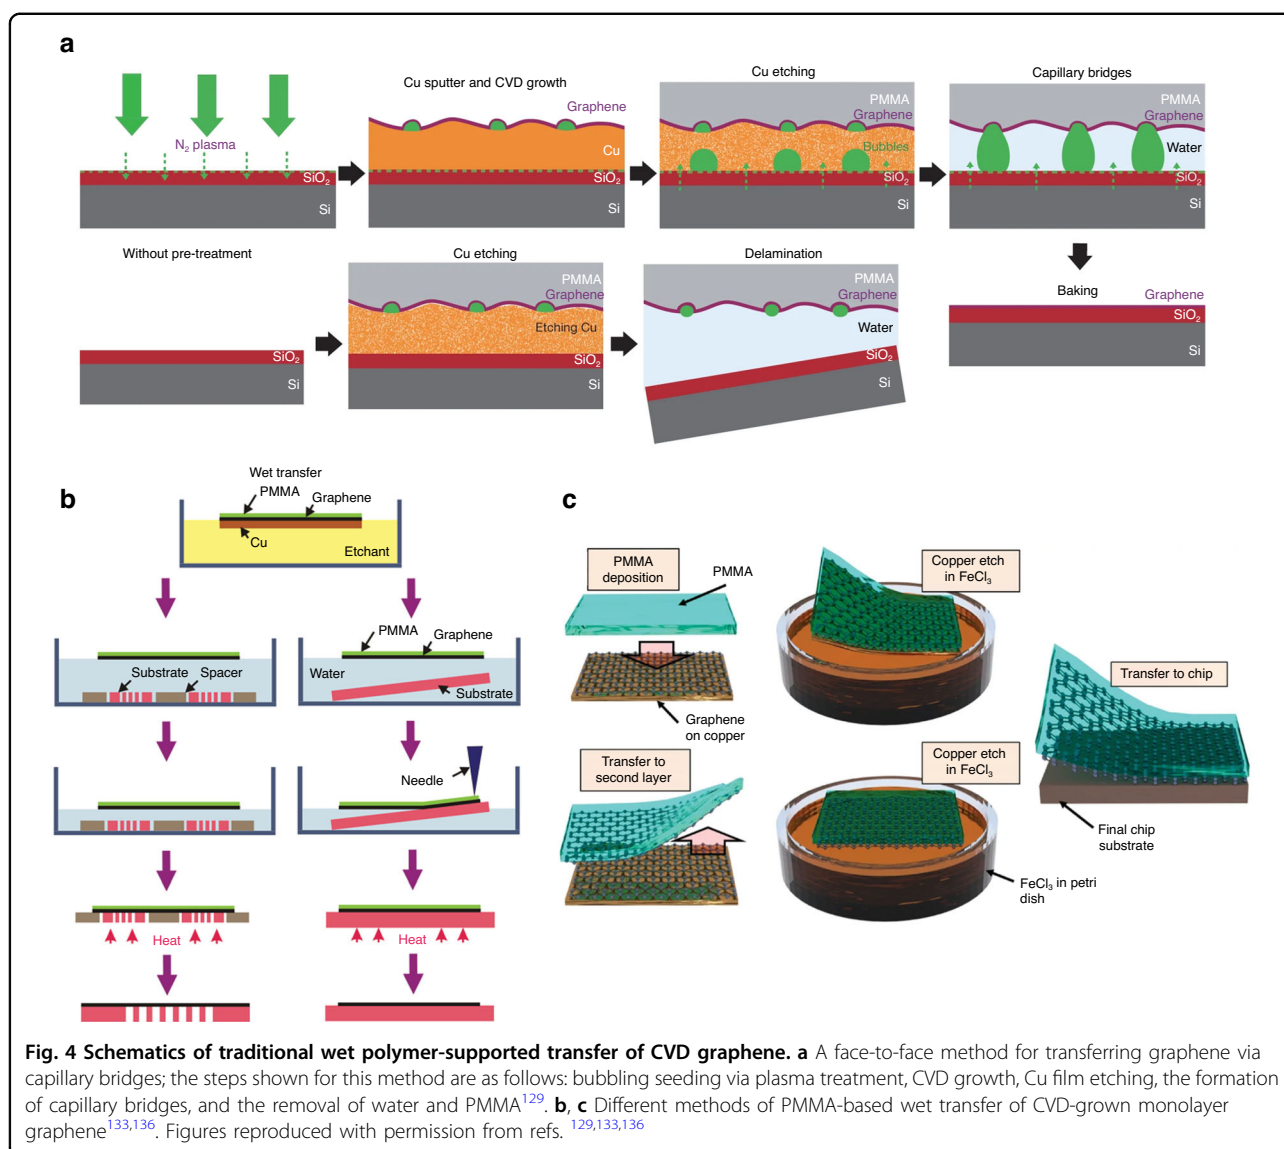 a
N₂ plasma
SiO₂
Si
Cu sputter and CVD growth
Graphene
Cu
SiO₂
Si
Cu etching
PMMA
Graphene
Bubbles
SiO₂
Si
Capillary bridges
PMMA
Graphene
Water
SiO₂
Si
Without pre-treatment
SiO₂
Si
Cu etching
PMMA
Graphene
Etching Cu
SiO₂
Si
Delamination
PMMA
Graphene
Water
SiO₂
Si
Baking
Graphene
SiO₂
Si
b
Wet transfer
PMMA
Graphene
Cu
Etchant
Substrate
Spacer
PMMA
Graphene
Water
Substrate
Needle
Heat
Heat
c
PMMA
deposition
PMMA
Graphene
on copper
Copper etch
in FeCl₃
Transfer to
second layer
Copper etch
in FeCl₃
FeCl₃ in petri
dish
Transfer to chip
Final chip
substrate
Fig. 4 Schematics of traditional wet polymer-supported transfer of CVD graphene. a A face-to-face method for transferring graphene via
capillary bridges; the steps shown for this method are as follows: bubbling seeding via plasma treatment, CVD growth, Cu film etching, the formation
of capillary bridges, and the removal of water and PMMA¹²⁹. b, c Different methods of PMMA-based wet transfer of CVD-grown monolayer
graphene¹³³,¹³⁶. Figures reproduced with permission from refs. ¹²⁹,¹³³,¹³⁶